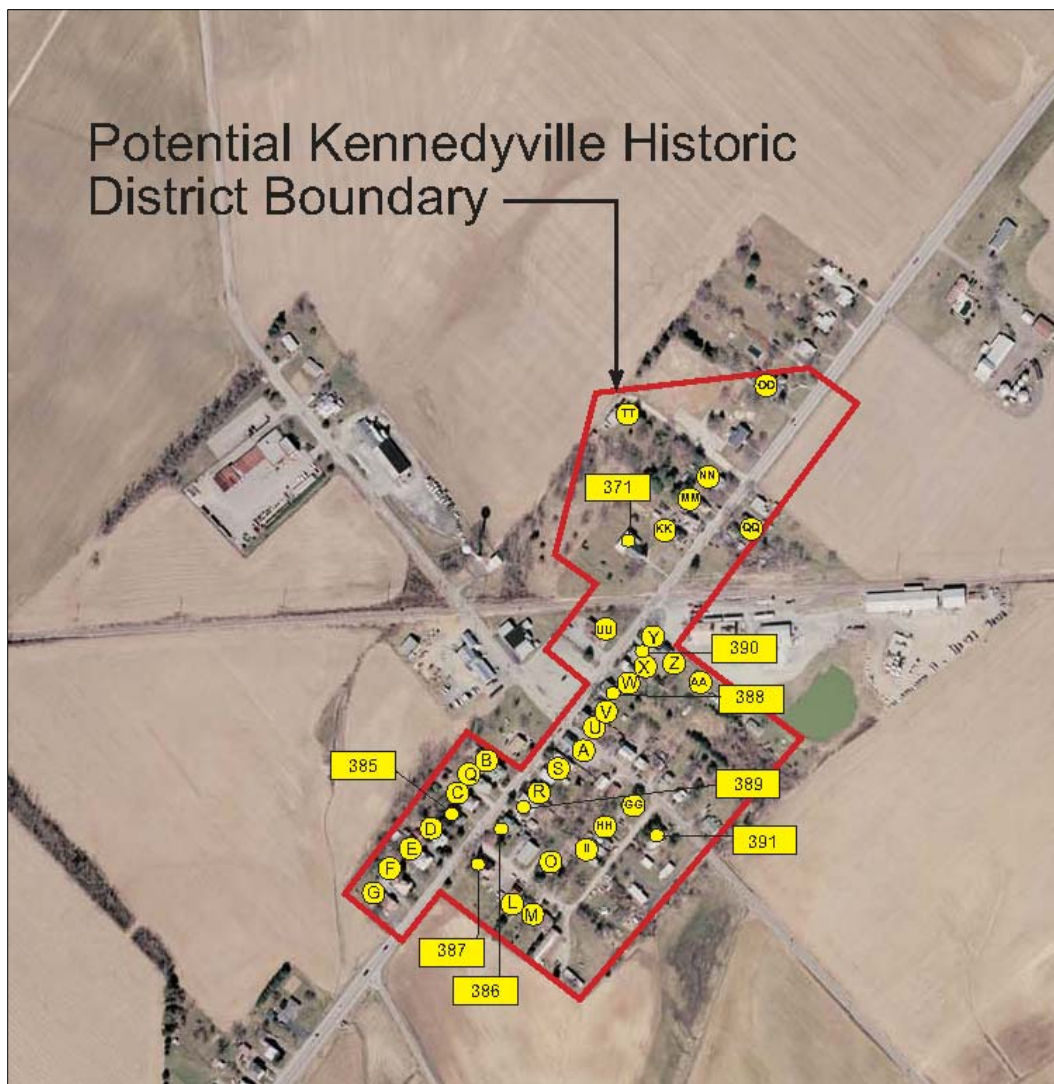 Potential Kennedyville Historic
District Boundary
DD
TT
NN
371
MM
KK
QQ
UU
Y
390
X
Z
AA
W
388
V
U
A
B
385
Q
S
C
R
389
GG
D
HH
391
E
II
F
O
G
L
M
387
386